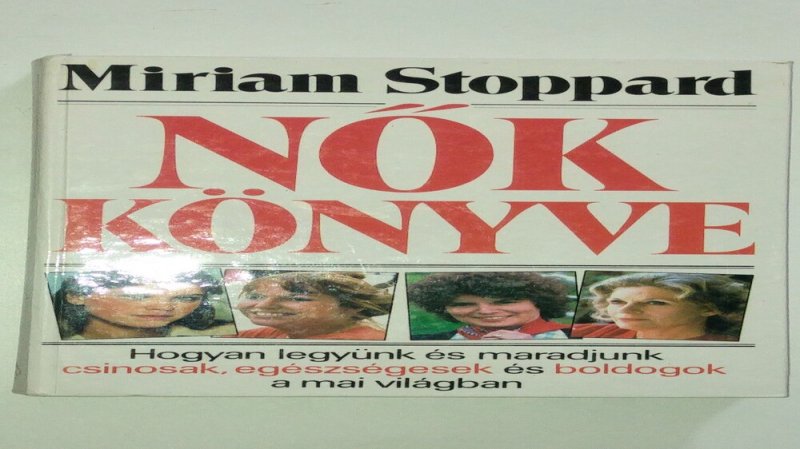 Miriam Stoppard
NŐK
KÖNYVE
Hogyan legyünk és maradjunk
csinosak, egészségesek és boldogok
a mai világban